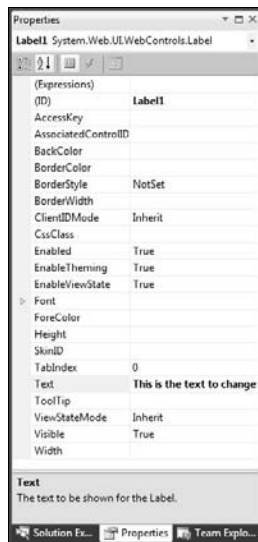 Properties
Label1 System.Web.UI.WebControls.Label
(Expressions)
(ID) Label1
AccessKey
AssociatedControlID
BackColor
BorderColor
BorderStyle NotSet
BorderWidth
ClientIDMode Inherit
CssClass
Enabled True
EnableTheming True
EnableViewState True
Font
ForeColor
Height
SkinID
TabIndex 0
Text This is the text to change
ToolTip
ViewStateMode Inherit
Visible True
Width
Text
The text to be shown for the Label.
Solution Ex... Properties Team Explo...